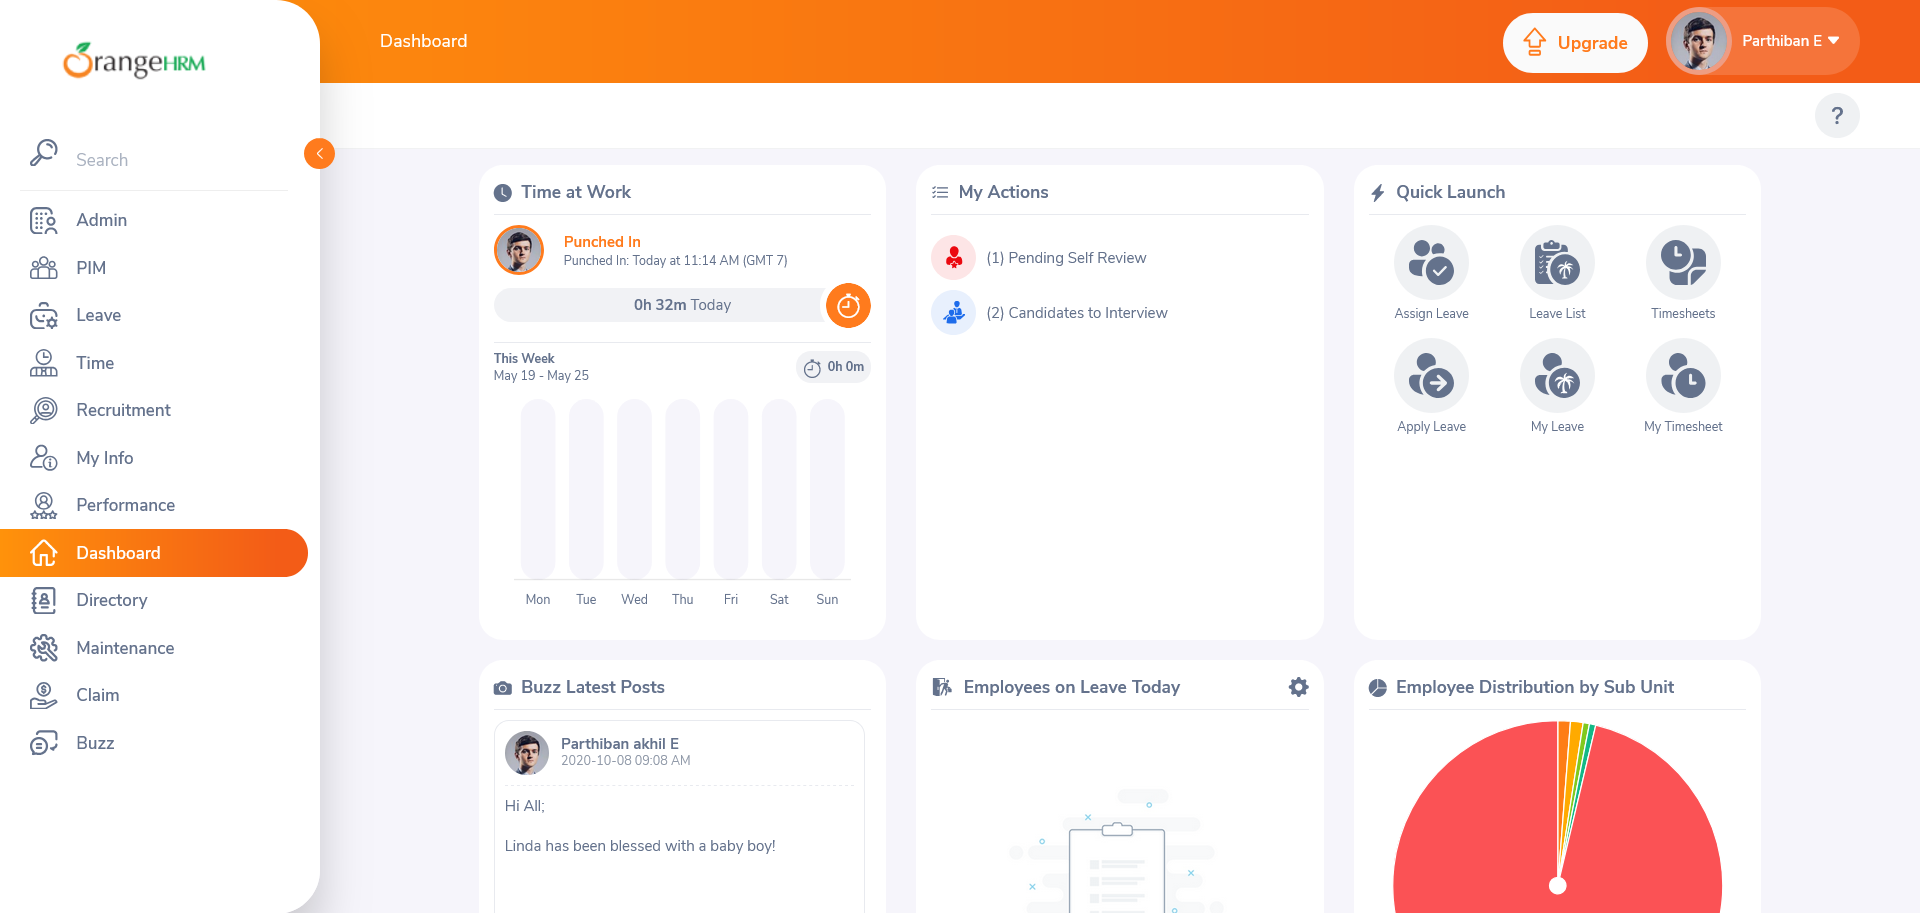 OrangeHRM
Search
Admin
PIM
Leave
Time
Recruitment
My Info
Performance
Dashboard
Directory
Maintenance
Claim
Buzz
Dashboard
Upgrade
Parthiban E
?
Time at Work
Punched In
Punched In: Today at 11:14 AM (GMT 7)
0h 32m Today
This Week
May 19 - May 25
0h 0m
Mon Tue Wed Thu Fri Sat Sun
My Actions
(1) Pending Self Review
(2) Candidates to Interview
Quick Launch
Assign Leave Leave List Timesheets
Apply Leave My Leave My Timesheet
Buzz Latest Posts
Parthiban akhil E
2020-10-08 09:08 AM
Hi All;
Linda has been blessed with a baby boy!
Employees on Leave Today
Employee Distribution by Sub Unit